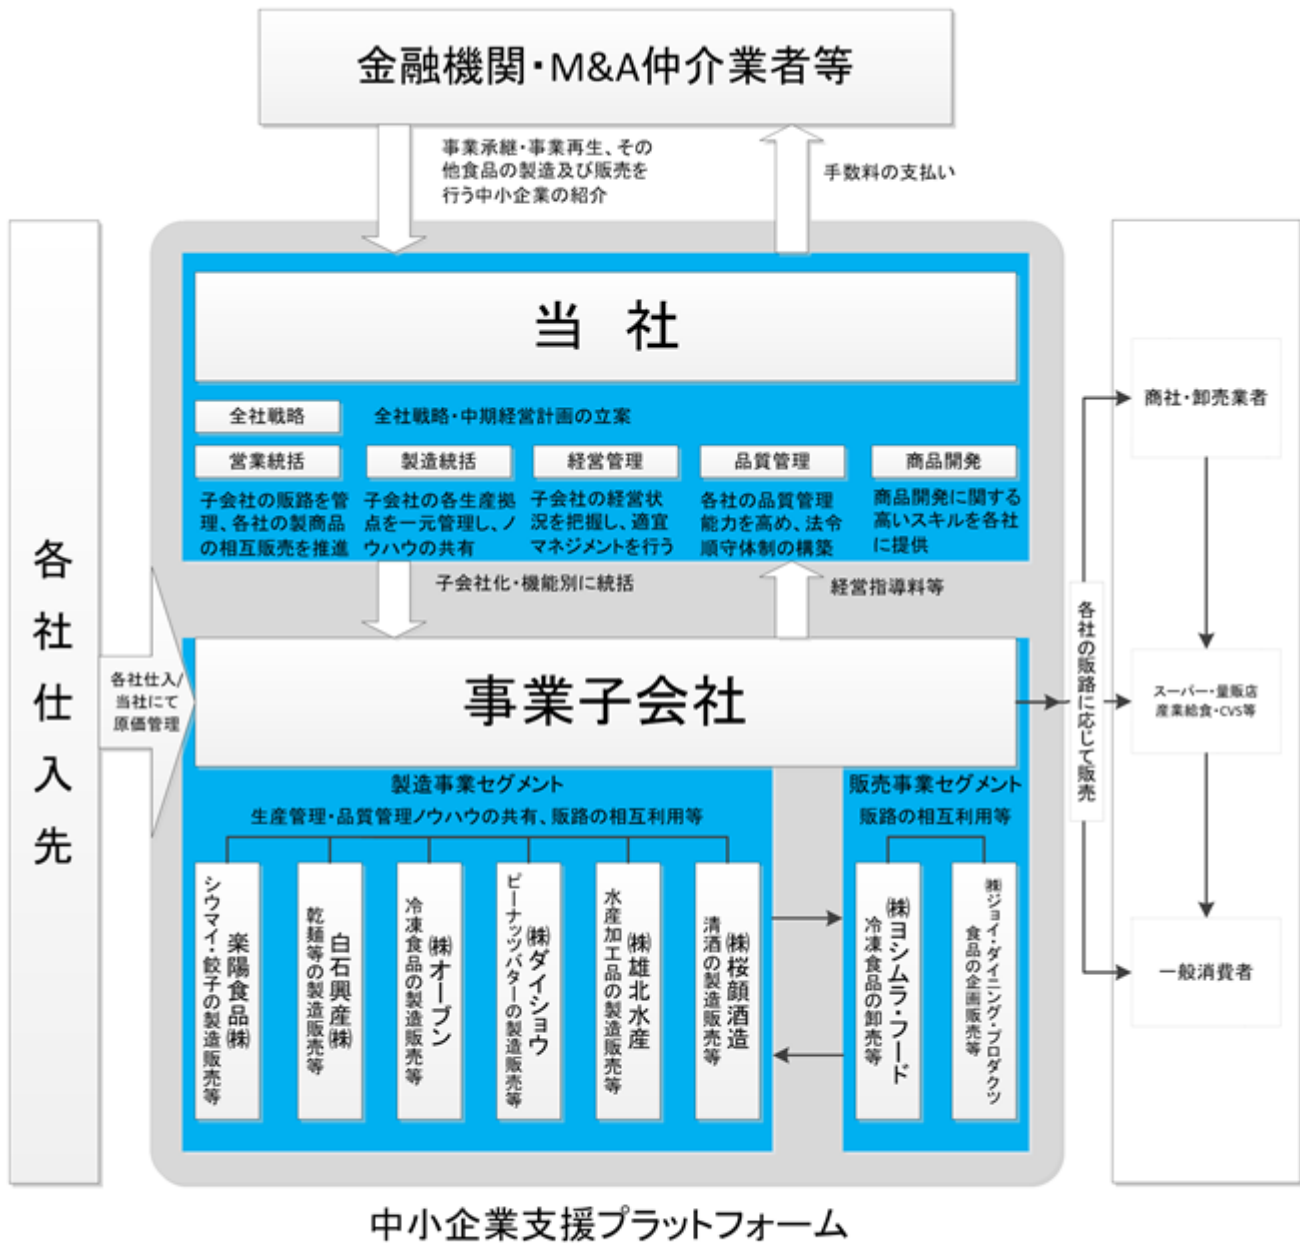 金融機関・M&A仲介業者等
事業承継・事業再生、その
他食品の製造及び販売を
行う中小企業の紹介
手数料の支払い
当 社
全社戦略
全社戦略・中期経営計画の立案
営業統括
製造統括
経営管理
品質管理
商品開発
子会社の販路を管
理、各社の製商品
の相互販売を推進
子会社の各生産拠
点を一元管理し、ノ
ウハウの共有
子会社の経営状
況を把握し、適宜
マネジメントを行う
各社の品質管理
能力を高め、法令
順守体制の構築
商品開発に関する
高いスキルを各社
に提供
子会社化・機能別に統括
経営指導料等
各社仕入先
各社仕入/
当社にて
原価管理
事業子会社
製造事業セグメント
生産管理・品質管理ノウハウの共有、販路の相互利用等
楽陽食品㈱
シウマイ・餃子の製造販売等
白石興産㈱
乾麺等の製造販売等
㈱オーブン
冷凍食品の製造販売等
㈱ダイショウ
ピーナッツバターの製造販売等
㈱雄北水産
水産加工品の製造販売等
㈱桜顔酒造
清酒の製造販売等
販売事業セグメント
販路の相互利用等
㈱ヨシムラ・フード
冷凍食品の卸売等
㈱ジョイ・ダイニング・プロダクツ
食品の企画販売等
各社の販路に応じて販売
商社・卸売業者
スーパー・量販店
産業給食・CVS等
一般消費者
中小企業支援プラットフォーム